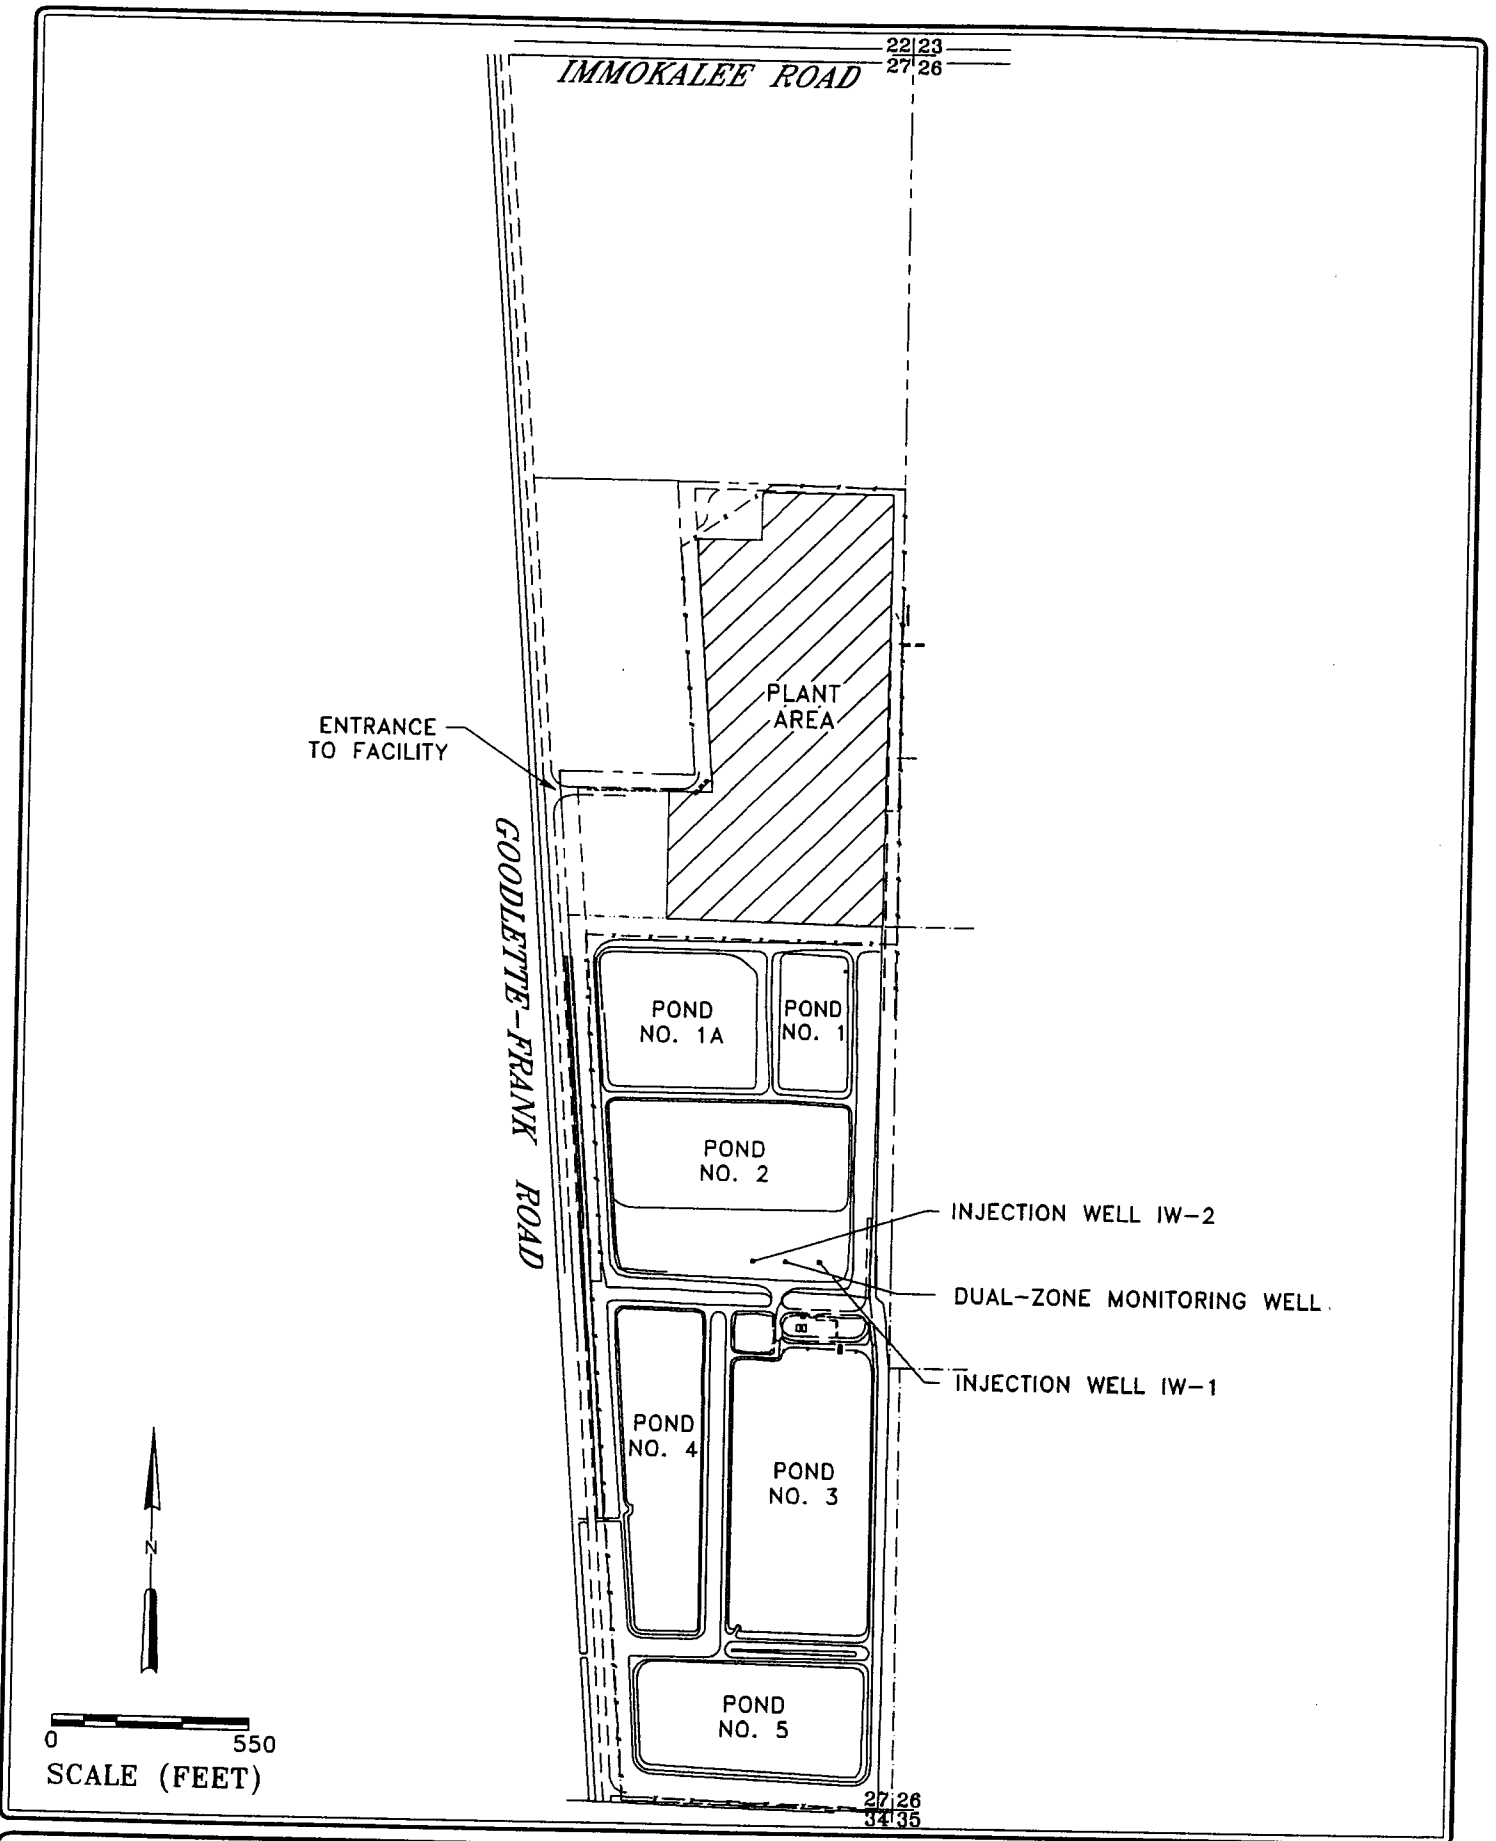 22 23
27 26
IMMOKALEE ROAD
PLANT
AREA
ENTRANCE
TO FACILITY
GOODLETTE-FRANK ROAD
POND
NO. 1A
POND
NO. 1
POND
NO. 2
INJECTION WELL IW-2
DUAL-ZONE MONITORING WELL
INJECTION WELL IW-1
POND
NO. 4
POND
NO. 3
N
POND
NO. 5
0 550
SCALE (FEET)
27 26
34 35